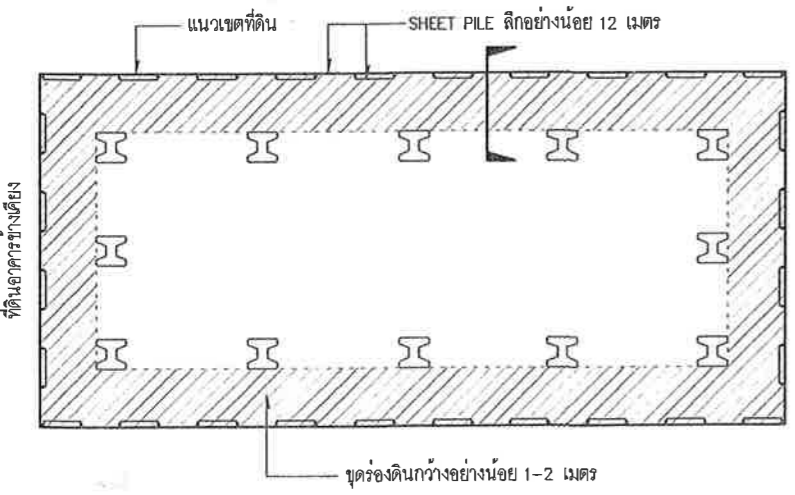 แนวเขตที่ดิน
SHEET PILE ลึกอย่างน้อย 12 เมตร
ที่ดินอาคารข้างเคียง
ขุดร่องดินกว้างอย่างน้อย 1-2 เมตร